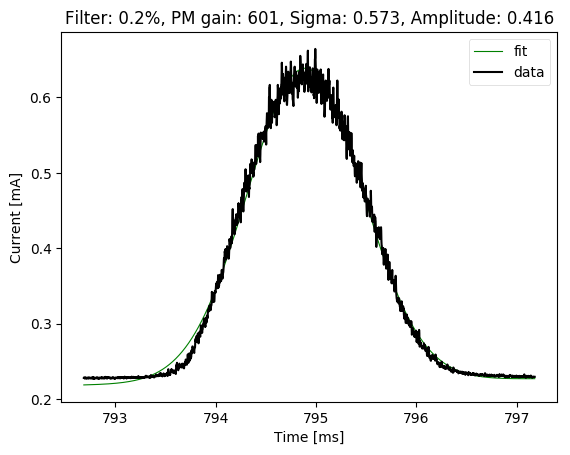 Filter: 0.2%, PM gain: 601, Sigma: 0.573, Amplitude: 0.416
fit
data
0.6
0.5
0.4
0.3
0.2
Current [mA]
793
794
795
796
797
Time [ms]